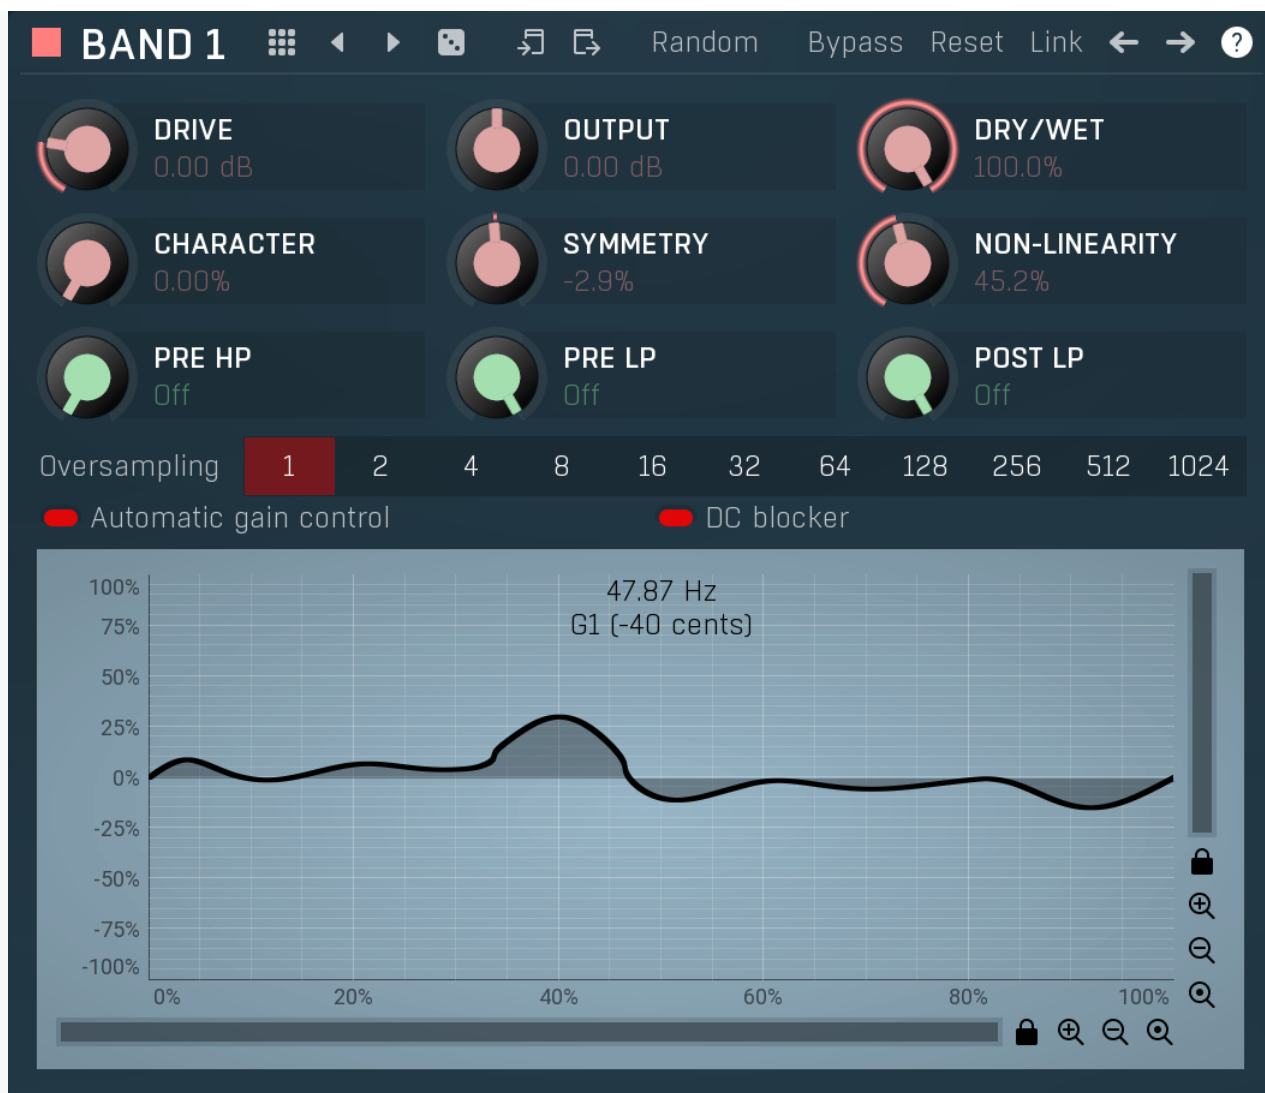 BAND 1 Random Bypass Reset Link ?
DRIVE
0.00 dB
OUTPUT
0.00 dB
DRY/WET
100.0%
CHARACTER
0.00%
SYMMETRY
-2.9%
NON-LINEARITY
45.2%
PRE HP
Off
PRE LP
Off
POST LP
Off
Oversampling 1 2 4 8 16 32 64 128 256 512 1024
Automatic gain control DC blocker
47.87 Hz
G1 (-40 cents)
100%
75%
50%
25%
0%
-25%
-50%
-75%
-100%
0% 20% 40% 60% 80% 100%